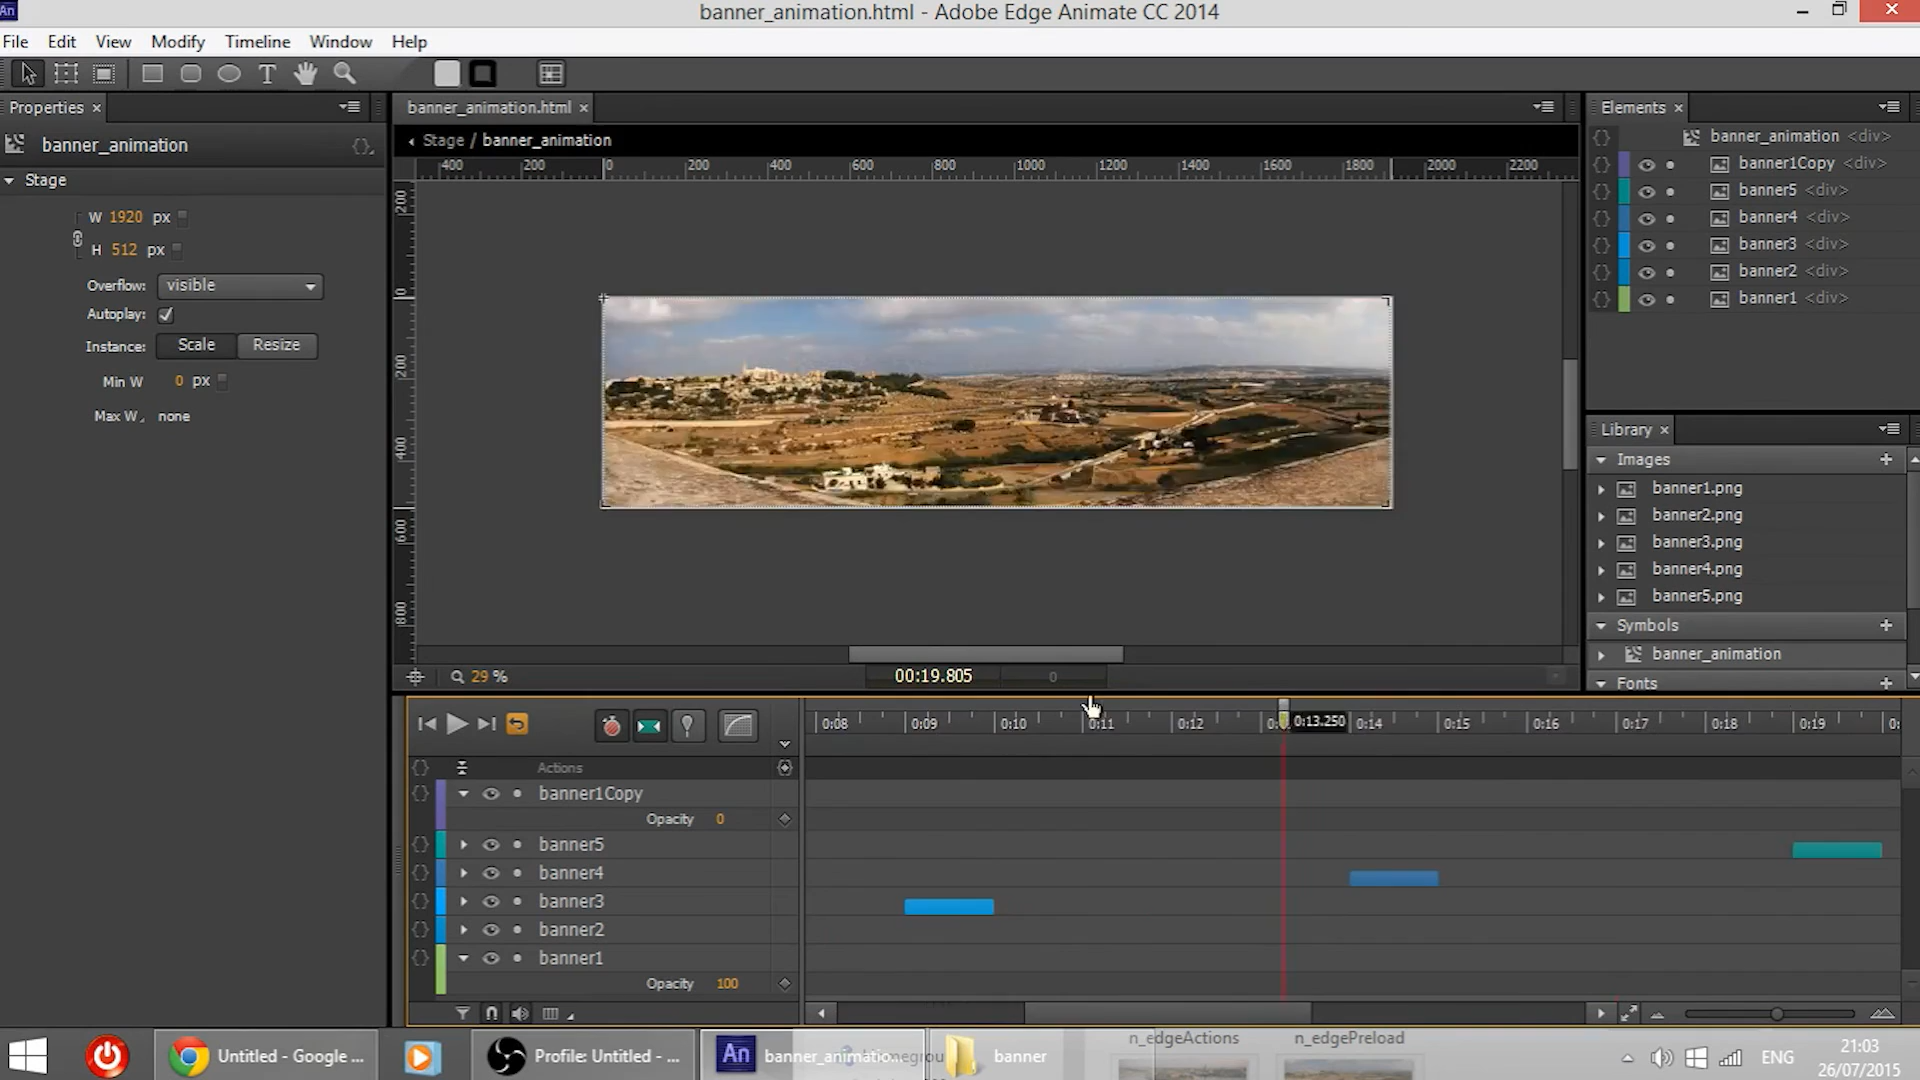 An
banner_animation.html - Adobe Edge Animate CC 2014
File Edit View Modify Timeline Window Help
T
Properties ×
banner_animation.html ×
Elements ×
banner_animation {}
Stage / banner_animation
{} banner_animation <div>
400 200 0 200 400 600 800 1000 1200 1400 1600 1800 2000 2200
{} banner1Copy <div>
Stage
{} banner5 <div>
W 1920 px
{} banner4 <div>
H 512 px
{} banner3 <div>
Overflow: visible
{} banner2 <div>
Autoplay:
{} banner1 <div>
Instance: Scale Resize
Min W 0 px
Max W none
200
0
200
400
600
800
Library ×
Images +
banner1.png
banner2.png
banner3.png
banner4.png
banner5.png
Symbols +
banner_animation
Fonts +
29 %
00:19.805
0
0:08 0:09 0:10 0:11 0:12 0:13.250 0:14 0:15 0:16 0:17 0:18 0:19
{} Actions
{} banner1Copy
Opacity 0
{} banner5
{} banner4
{} banner3
{} banner2
{} banner1
Opacity 100
n_edgeActions n_edgePreload
Untitled - Google ...
Profile: Untitled - ...
An banner_animation
banner
ENG
21:03
26/07/2015